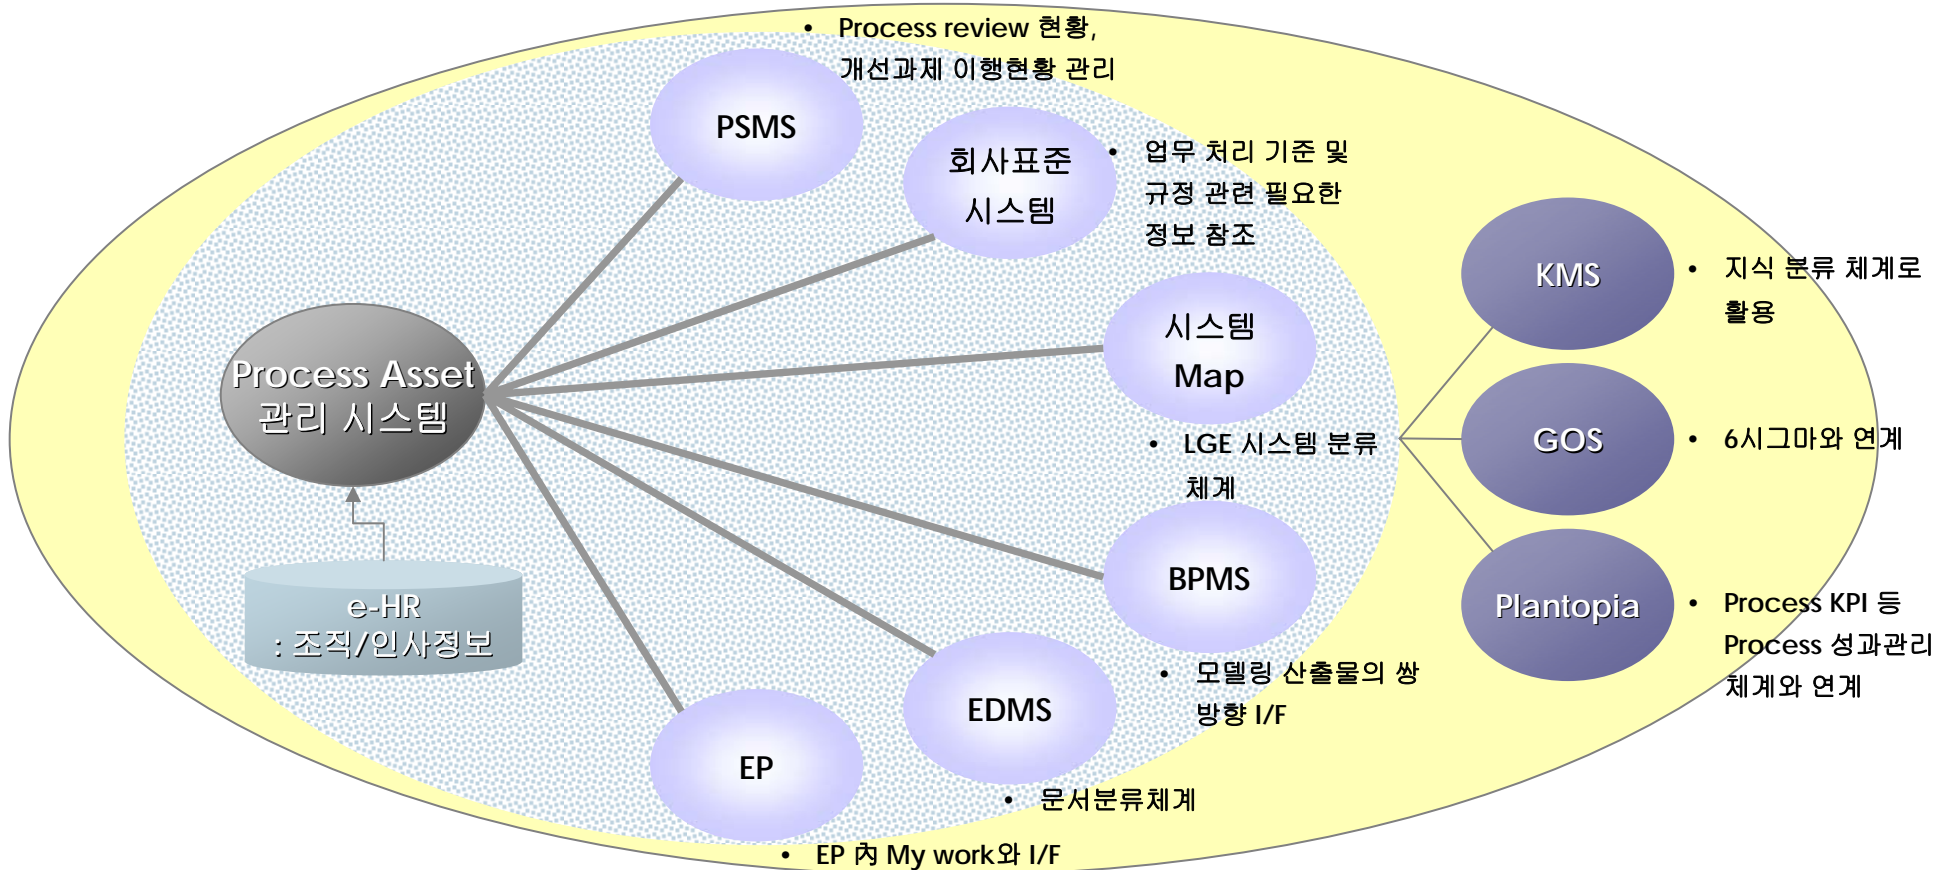 • Process review 현황,
개선과제 이행현황 관리
PSMS
회사표준
시스템
• 업무 처리 기준 및
규정 관련 필요한
정보 참조
KMS
• 지식 분류 체계로
활용
시스템
Map
• LGE 시스템 분류
체계
Process Asset
관리 시스템
GOS
• 6시그마와 연계
BPMS
• 모델링 산출물의 쌍
방향 I/F
e-HR
: 조직/인사정보
Plantopia
• Process KPI 등
Process 성과관리
체계와 연계
EDMS
• 문서분류체계
EP
• EP 內 My work와 I/F